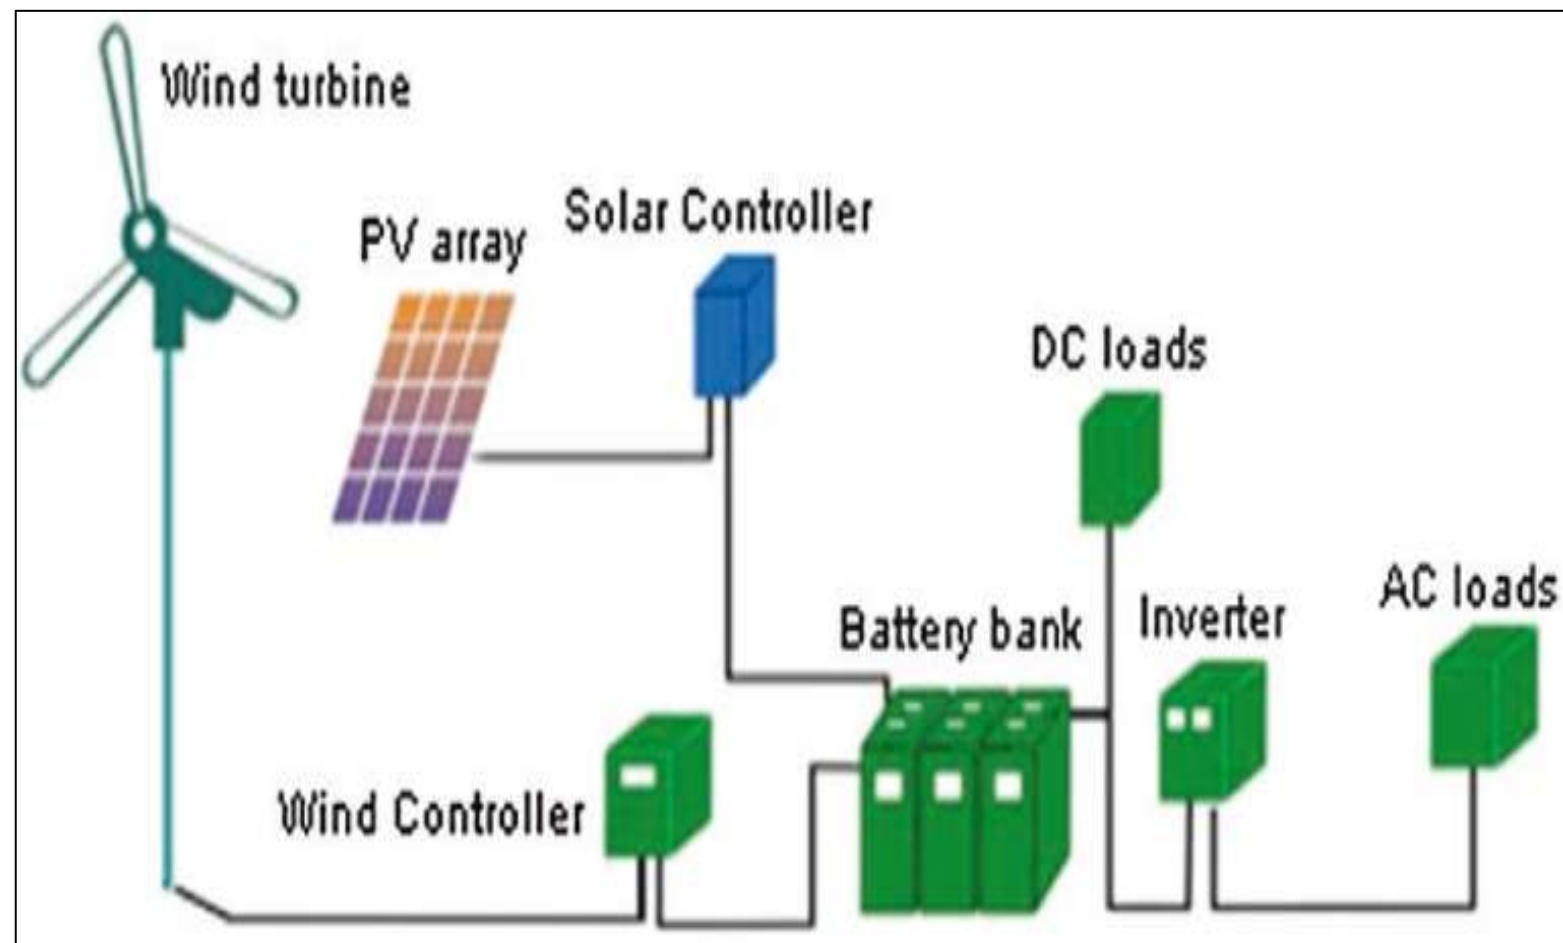 Wind turbine
PV array
Solar Controller
DC loads
Battery bank
Inverter
AC loads
Wind Controller